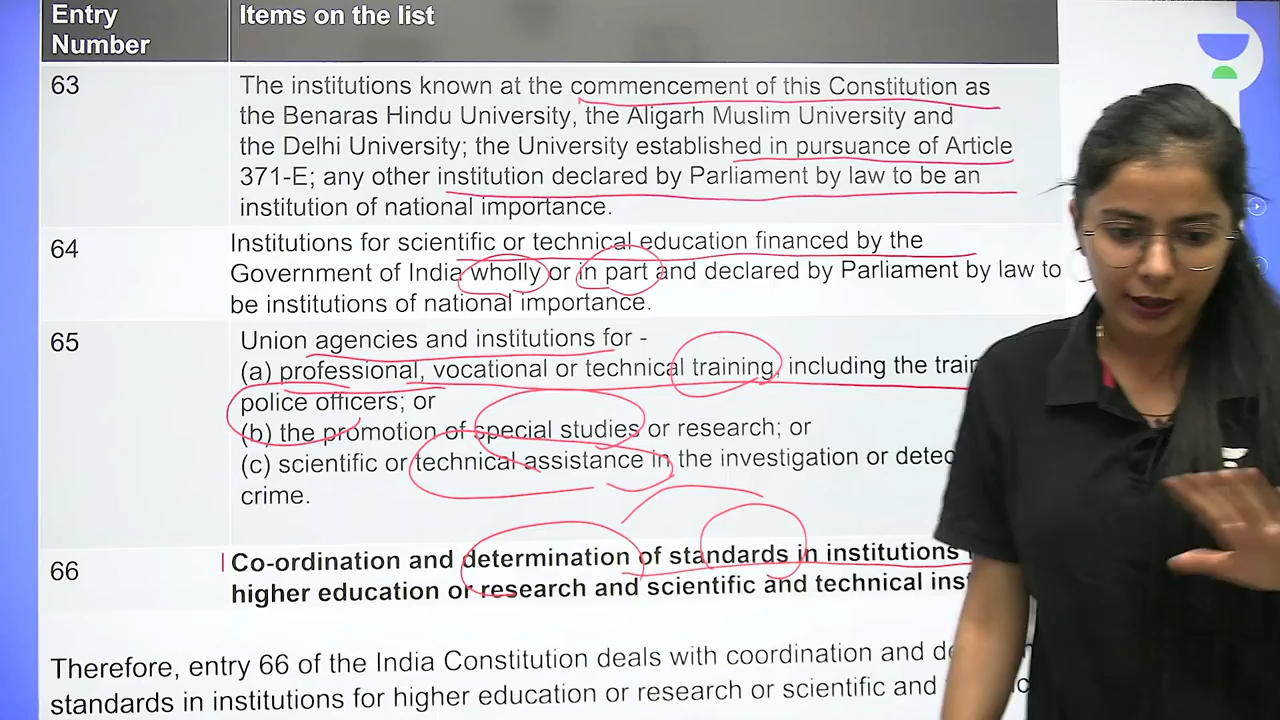 Entry
Number
Items on the list
63
The institutions known at the commencement of this Constitution as
the Benaras Hindu University, the Aligarh Muslim University and
the Delhi University; the University established in pursuance of Article
371-E; any other institution declared by Parliament by law to be an
institution of national importance.
64
Institutions for scientific or technical education financed by the
Government of India wholly or in part and declared by Parliament by law to
be institutions of national importance.
65
Union agencies and institutions for -
(a) professional, vocational or technical training, including the
police officers; or
(b) the promotion of special studies or research; or
(c) scientific or technical assistance in the investigation or
crime.
66
Co-ordination and determination of standards in institutions
higher education or research and scientific and technical
Therefore, entry 66 of the India Constitution deals with coordination and
standards in institutions for higher education or research or scientific and